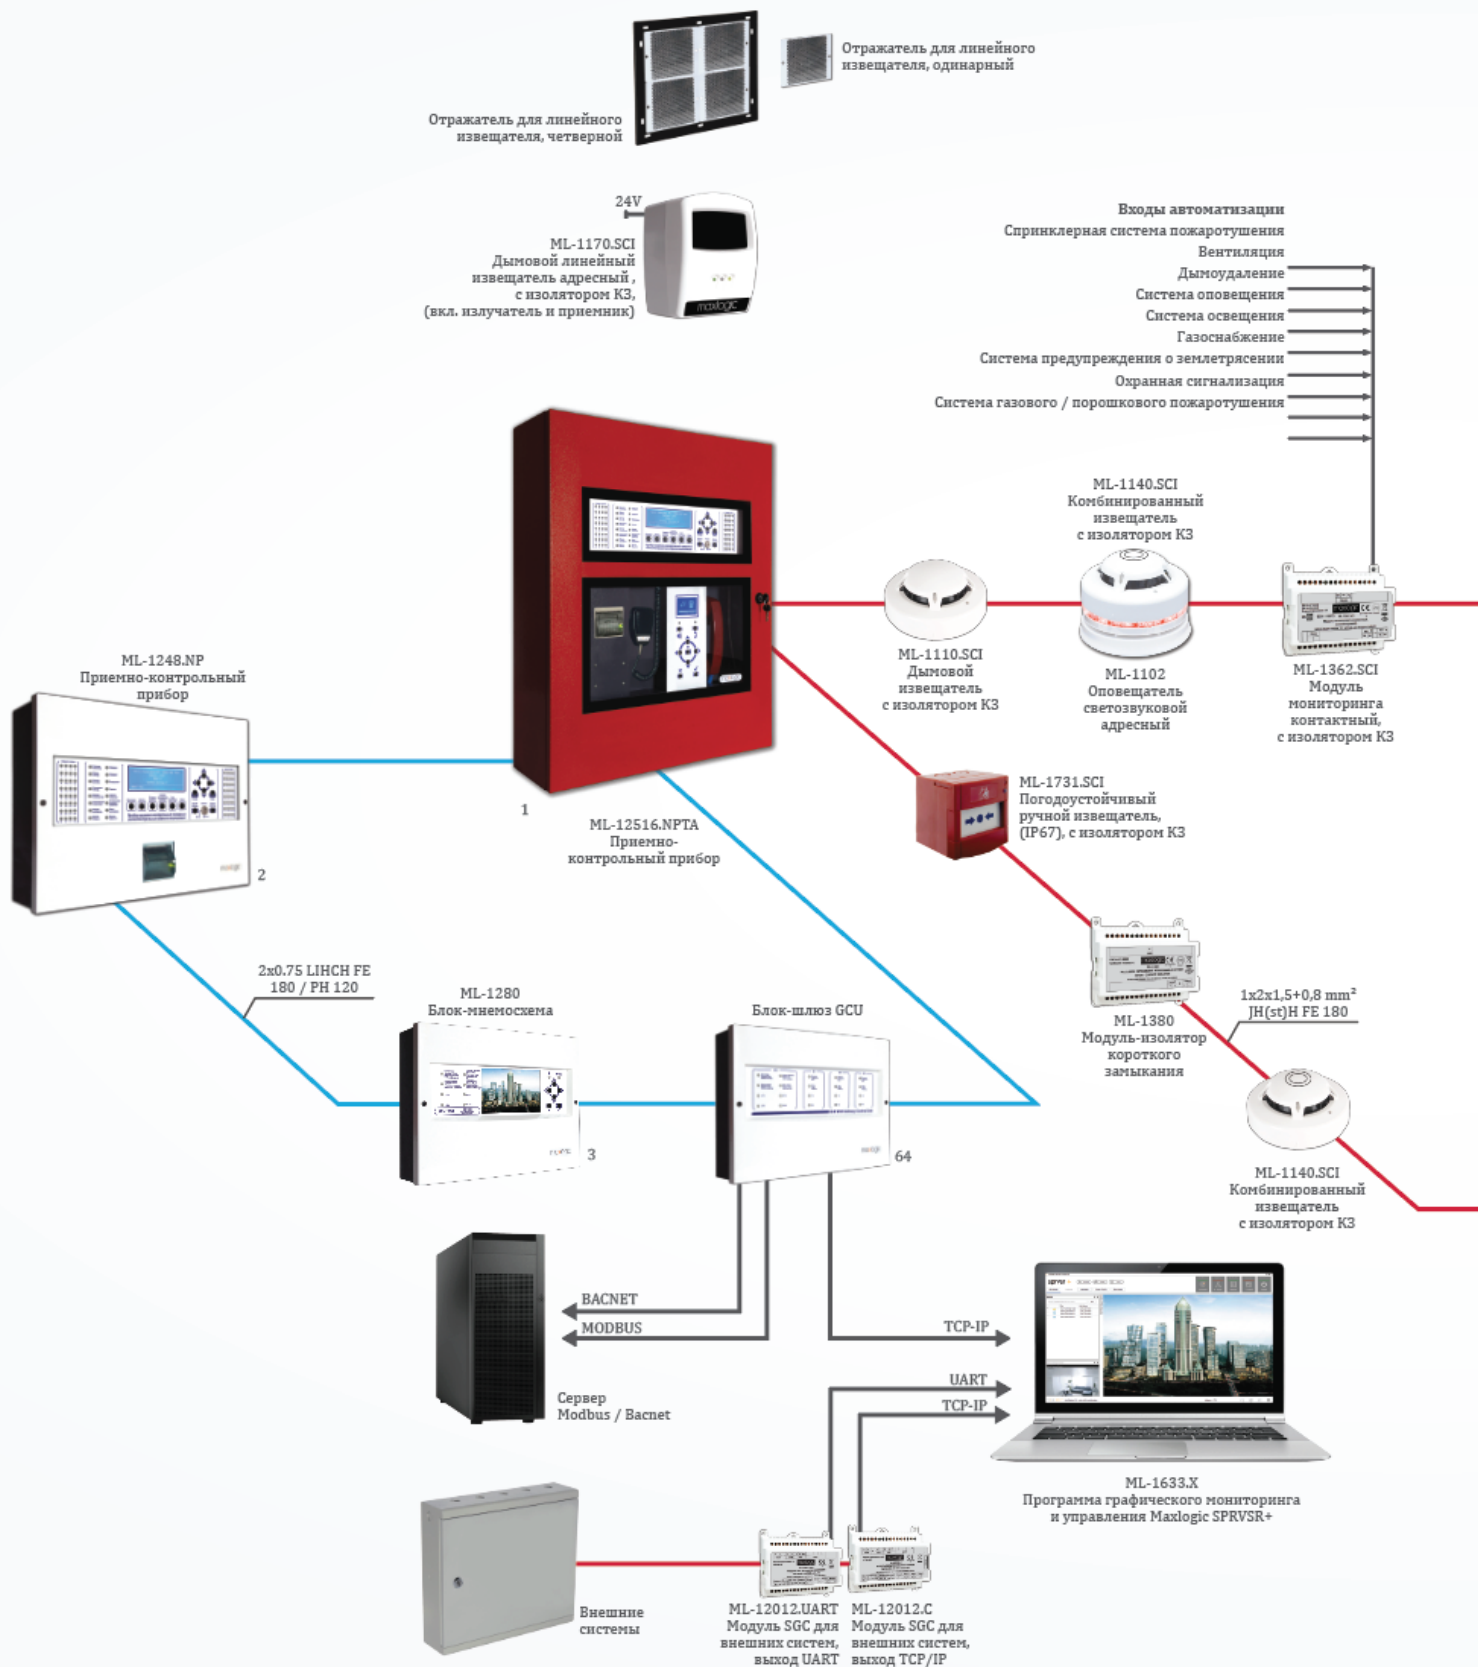 Отражатель для линейного
извещателя, одинарный
Отражатель для линейного
извещателя, четверной
24V
ML-1170.SCI
Дымовой линейный
извещатель адресный ,
с изолятором КЗ,
(вкл. излучатель и приемник)
maxlogic
Входы автоматизации
Спринклерная система пожаротушения
Вентиляция
Дымоудаление
Система оповещения
Система освещения
Газоснабжение
Система предупреждения о землетрясении
Охранная сигнализация
Система газового / порошкового пожаротушения
ML-1140.SCI
Комбинированный
извещатель
с изолятором КЗ
ML-1110.SCI
Дымовой
извещатель
с изолятором КЗ
ML-1102
Оповещатель
светозвуковой
адресный
ML-1362.SCI
Модуль
мониторинга
контактный,
с изолятором КЗ
ML-1248.NP
Приемно-контрольный
прибор
2
1
ML-12516.NPTA
Приемно-
контрольный прибор
ML-1731.SCI
Погодоустойчивый
ручной извещатель,
(IP67), с изолятором КЗ
2x0.75 LIHCH FE
180 / PH 120
ML-1280
Блок-мнемосхема
3
Блок-шлюз GCU
64
ML-1380
Модуль-изолятор
короткого
замыкания
1x2x1,5+0,8 mm²
JH(st)H FE 180
ML-1140.SCI
Комбинированный
извещатель
с изолятором КЗ
BACNET
MODBUS
TCP-IP
UART
TCP-IP
Сервер
Modbus / Bacnet
ML-1633.X
Программа графического мониторинга
и управления Maxlogic SPRVSR+
Внешние
системы
ML-12012.UART
Модуль SGC для
внешних систем,
выход UART
ML-12012.C
Модуль SGC для
внешних систем,
выход TCP/IP